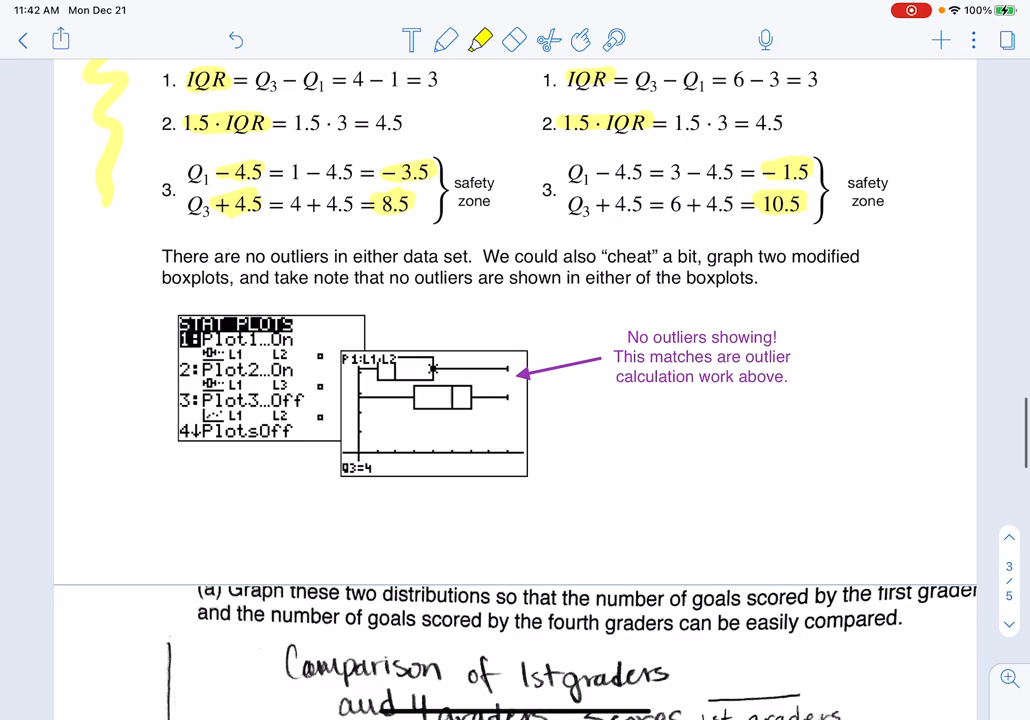 11:42 AM Mon Dec 21
100%
1. IQR = Q₃ − Q₁ = 4 − 1 = 3
2. 1.5 · IQR = 1.5 · 3 = 4.5
3. Q₁ − 4.5 = 1 − 4.5 = − 3.5
Q₃ + 4.5 = 4 + 4.5 = 8.5
safety
zone
1. IQR = Q₃ − Q₁ = 6 − 3 = 3
2. 1.5 · IQR = 1.5 · 3 = 4.5
3. Q₁ − 4.5 = 3 − 4.5 = − 1.5
Q₃ + 4.5 = 6 + 4.5 = 10.5
safety
zone
There are no outliers in either data set. We could also “cheat” a bit, graph two modified
boxplots, and take note that no outliers are shown in either of the boxplots.
STAT PLOTS
1:Plot1…On
L1 L2
2:Plot2…On
L1 L3
3:Plot3…Off
L1 L2
4↓PlotsOff
P1:L1,L2
Q3=4
No outliers showing!
This matches are outlier
calculation work above.
3
/
5
(a) Graph these two distributions so that the number of goals scored by the first grader
and the number of goals scored by the fourth graders can be easily compared.
Comparison of 1st graders
and 4 graders scores
1st graders